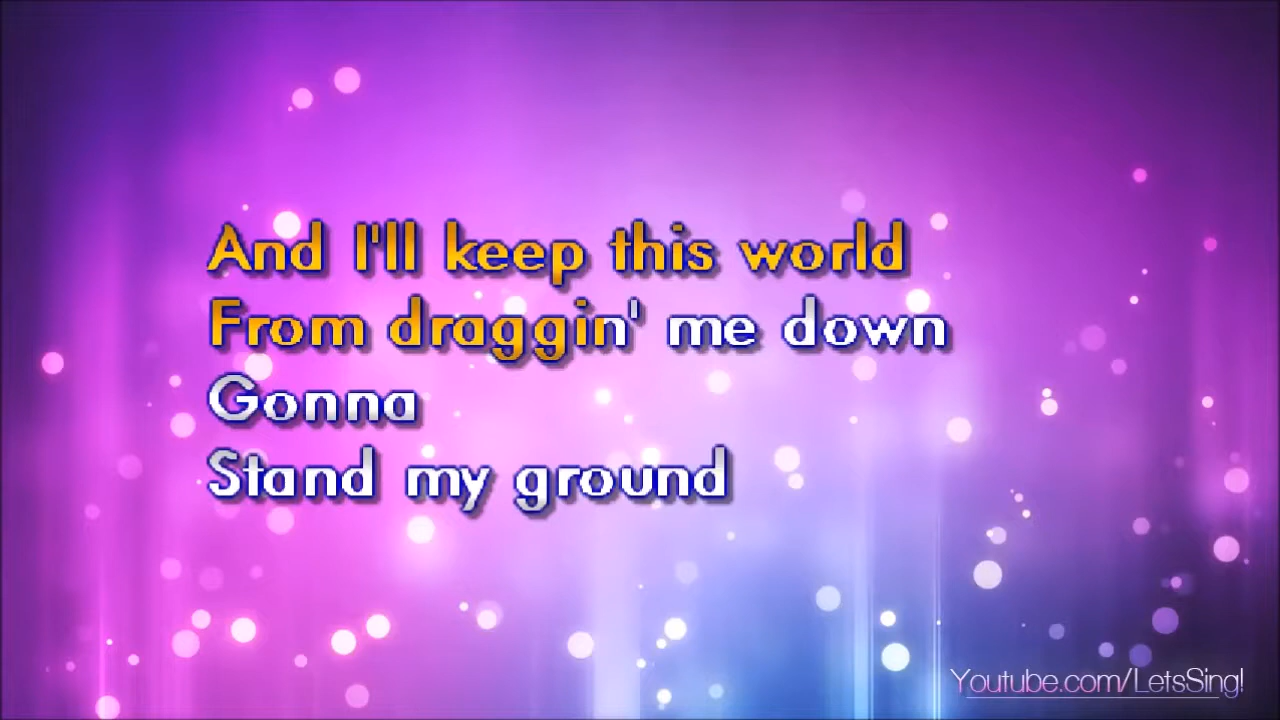 And I'll keep this world
From draggin' me down
Gonna
Stand my ground
Youtube.com/LetsSing!